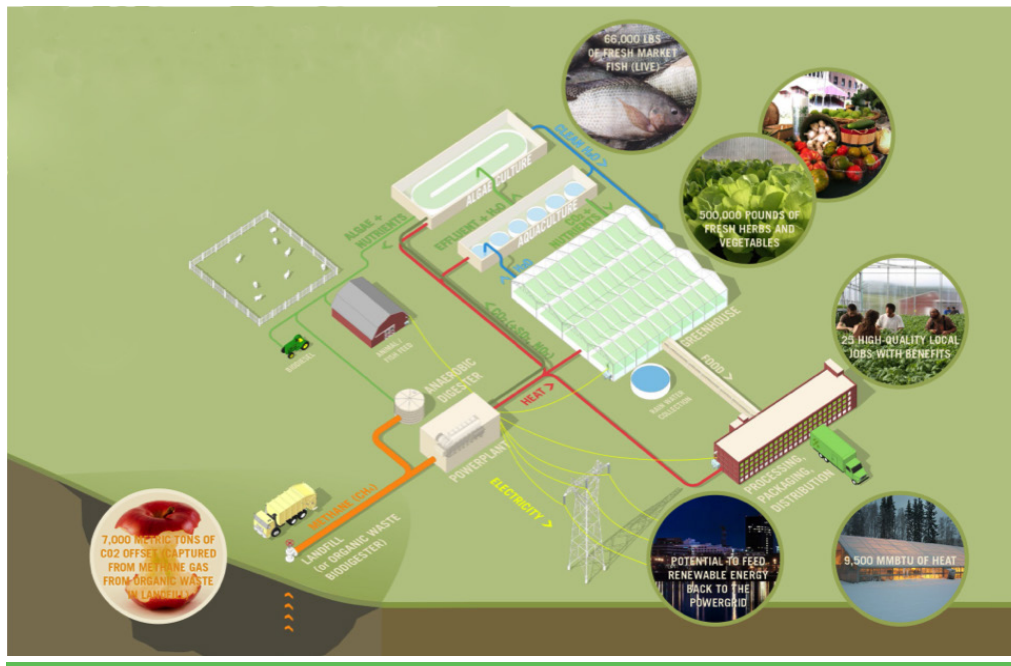 66,000 LBS
OF FRESH MARKET
FISH (LIVE)
CLEAN H₂O >
ALGAE CULTURE
AQUACULTURE
ALGAE +
NUTRIENTS
EFFLUENT + H₂O
CO₂ +
NUTRIENTS
500,000 POUNDS OF
FRESH HERBS AND
VEGETABLES
GREENHOUSE
25 HIGH-QUALITY LOCAL
JOBS WITH BENEFITS
BIODIESEL
ANIMAL /
FISH FEED
ANAEROBIC
DIGESTER
HEAT >
RAIN WATER
COLLECTION
FOOD >
POWERPLANT
PROCESSING,
PACKAGING,
DISTRIBUTION
ELECTRICITY >
METHANE (CH₄)
LANDFILL
(or ORGANIC WASTE
BIODIGESTER)
7,000 METRIC TONS OF
CO2 OFFSET (CAPTURED
FROM METHANE GAS
FROM ORGANIC WASTE
IN LANDFILL)
POTENTIAL TO FEED
RENEWABLE ENERGY
BACK TO THE
POWERGRID
9,500 MMBTU OF HEAT